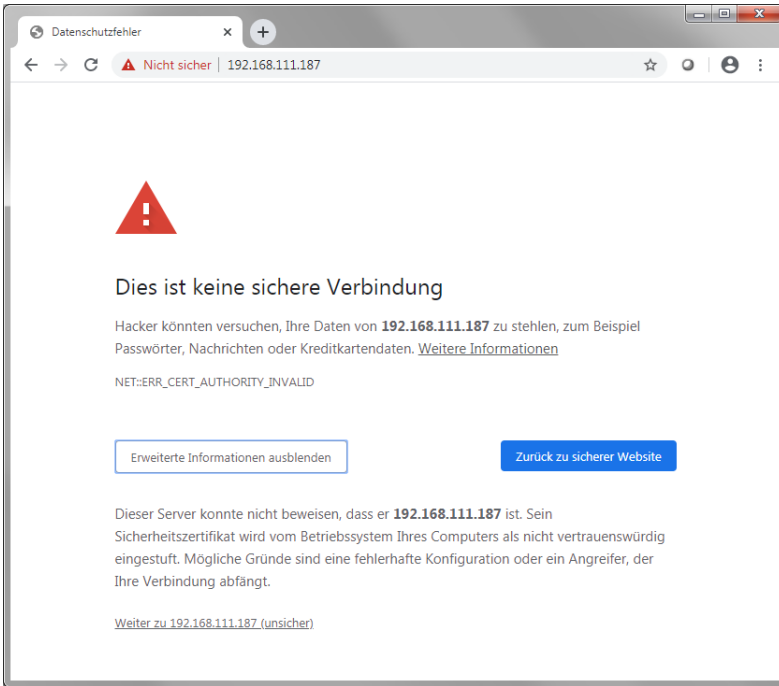 Datenschutzfehler
Nicht sicher | 192.168.111.187
Dies ist keine sichere Verbindung
Hacker könnten versuchen, Ihre Daten von 192.168.111.187 zu stehlen, zum Beispiel
Passwörter, Nachrichten oder Kreditkartendaten. Weitere Informationen
NET::ERR_CERT_AUTHORITY_INVALID
Erweiterte Informationen ausblenden
Zurück zu sicherer Website
Dieser Server konnte nicht beweisen, dass er 192.168.111.187 ist. Sein
Sicherheitszertifikat wird vom Betriebssystem Ihres Computers als nicht vertrauenswürdig
eingestuft. Mögliche Gründe sind eine fehlerhafte Konfiguration oder ein Angreifer, der
Ihre Verbindung abfängt.
Weiter zu 192.168.111.187 (unsicher)